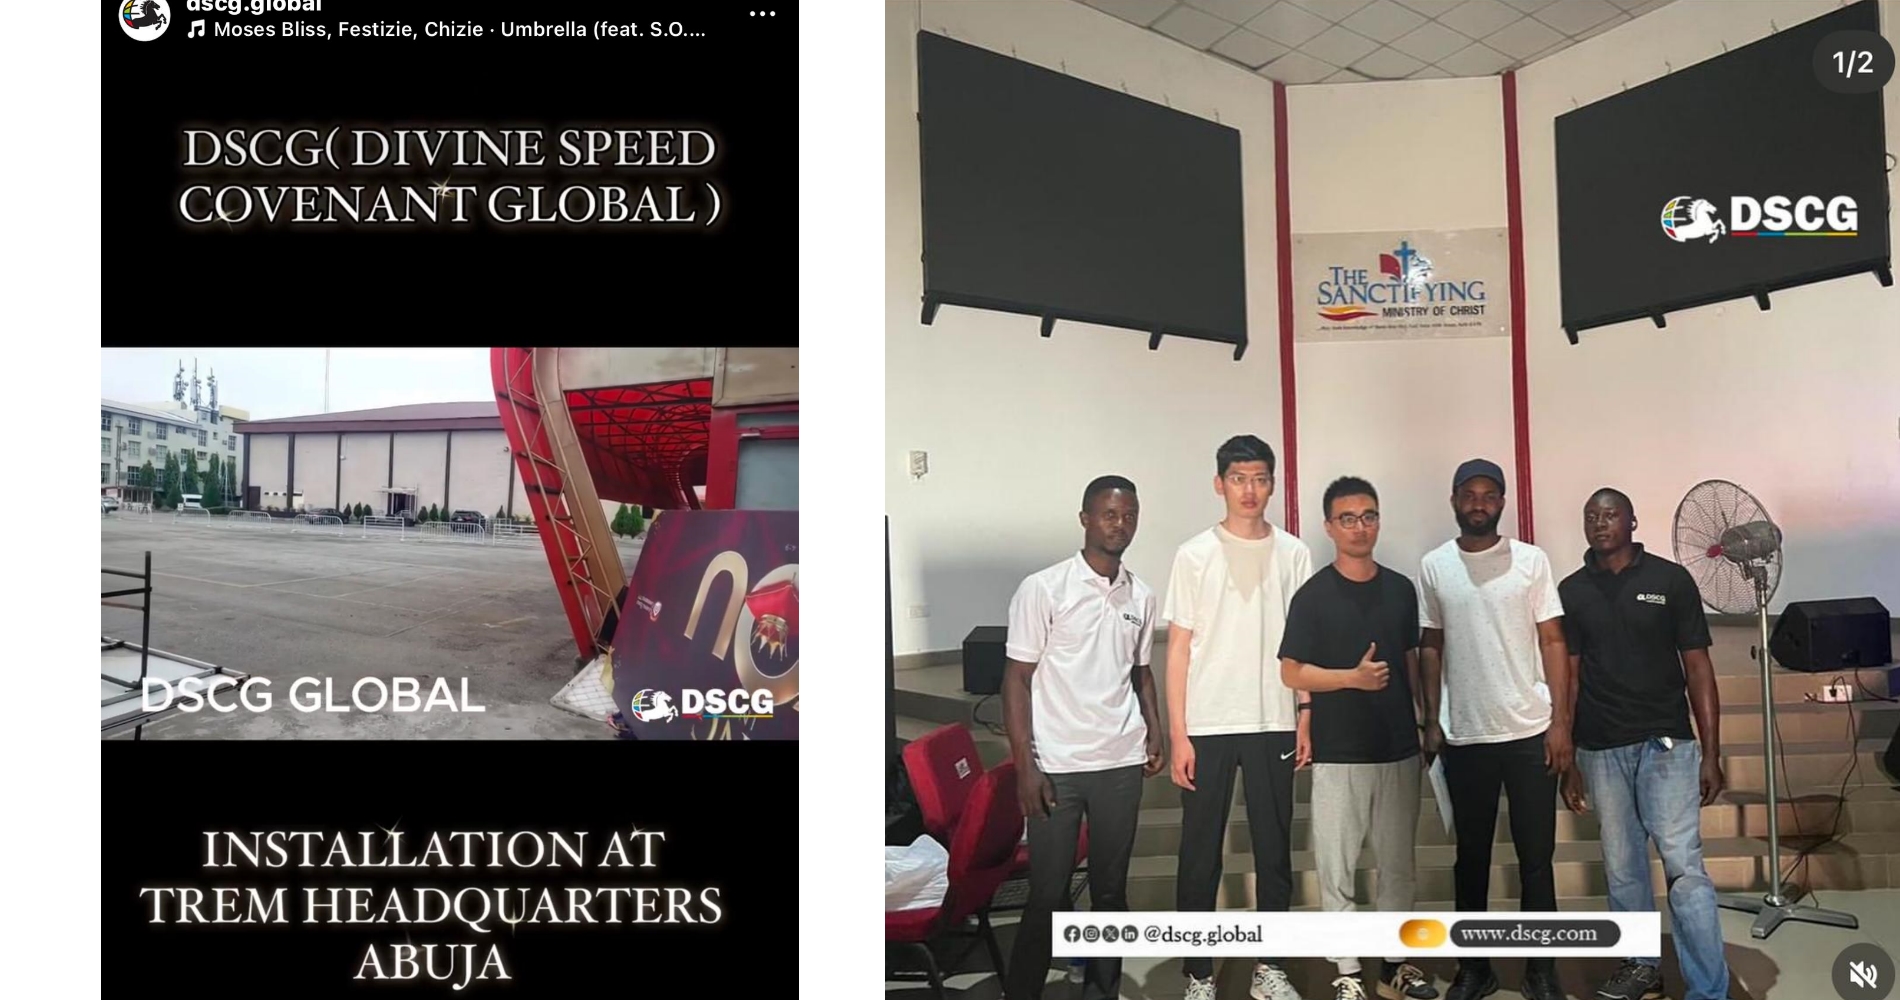 dscg.global
Moses Bliss, Festizie, Chizie · Umbrella (feat. S.O....
DSCG( DIVINE SPEED
COVENANT GLOBAL )
DSCG GLOBAL
DSCG
INSTALLATION AT
TREM HEADQUARTERS
ABUJA
1/2
DSCG
THE
SANCTIFYING
MINISTRY OF CHRIST
DSCG
@dscg.global
www.dscg.com